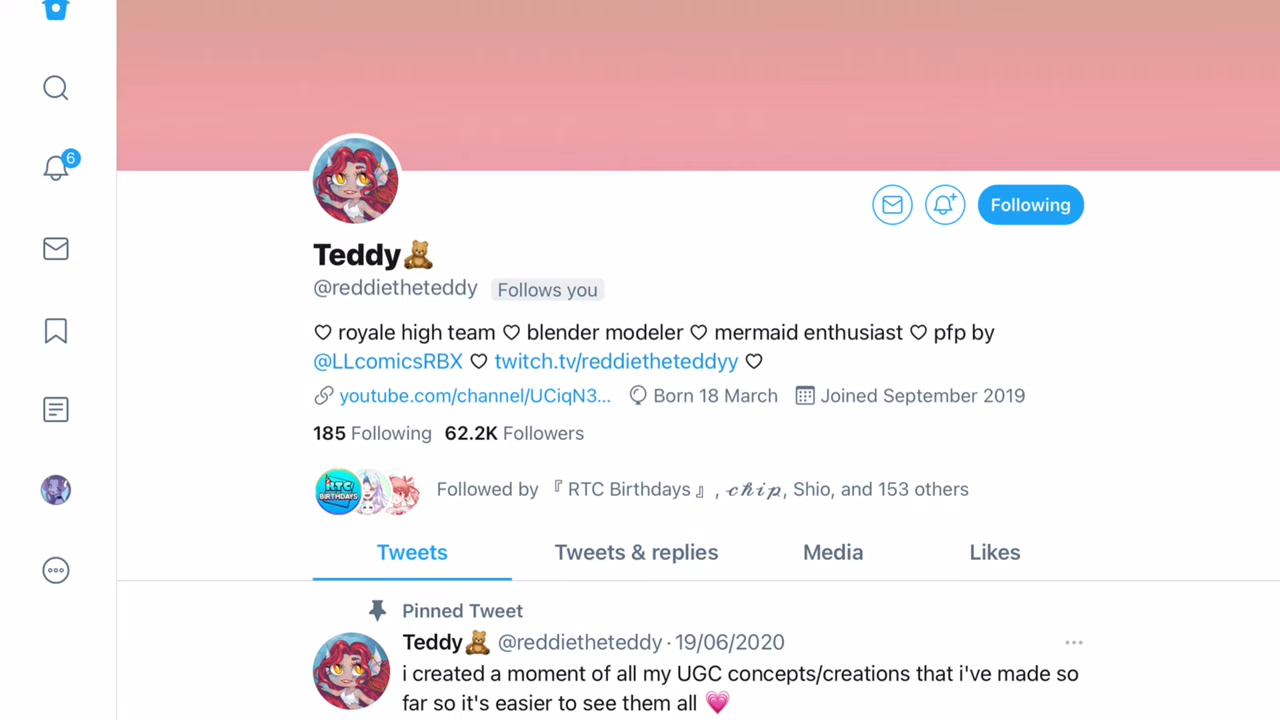 6
Following
Teddy🧸
@reddietheteddy Follows you
♡ royale high team ♡ blender modeler ♡ mermaid enthusiast ♡ pfp by
@LLcomicsRBX ♡ twitch.tv/reddietheteddyy ♡
youtube.com/channel/UCiqN3... Born 18 March Joined September 2019
185 Following 62.2K Followers
RTC
BIRTHDAYS
Followed by 『 RTC Birthdays 』, 𝓬𝓱𝓲𝓹, Shio, and 153 others
Tweets Tweets & replies Media Likes
Pinned Tweet
Teddy🧸 @reddietheteddy · 19/06/2020
i created a moment of all my UGC concepts/creations that i've made so
far so it's easier to see them all 💗